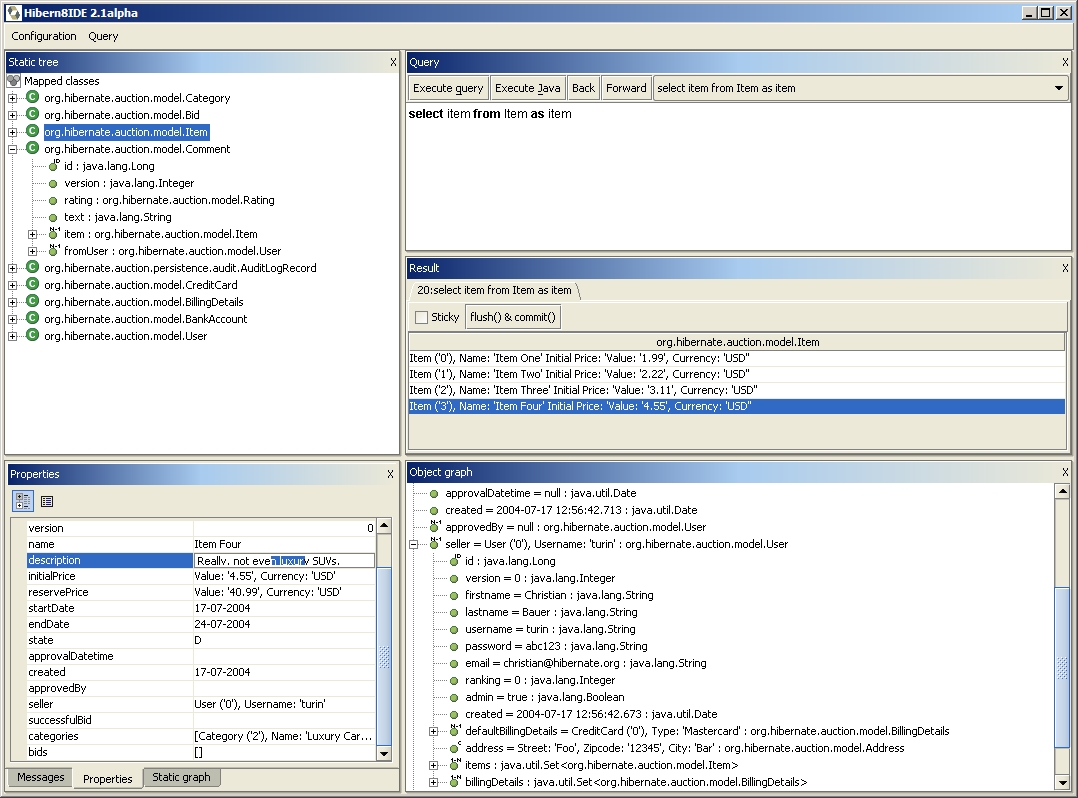 Hibern8IDE 2.1alpha
Configuration Query
Static tree X
Mapped classes
C org.hibernate.auction.model.Category
C org.hibernate.auction.model.Bid
C org.hibernate.auction.model.Item
C org.hibernate.auction.model.Comment
ID id : java.lang.Long
version : java.lang.Integer
rating : org.hibernate.auction.model.Rating
text : java.lang.String
N-1 item : org.hibernate.auction.model.Item
N-1 fromUser : org.hibernate.auction.model.User
C org.hibernate.auction.persistence.audit.AuditLogRecord
C org.hibernate.auction.model.CreditCard
C org.hibernate.auction.model.BillingDetails
C org.hibernate.auction.model.BankAccount
C org.hibernate.auction.model.User
Query X
Execute query Execute Java Back Forward select item from Item as item
select item from Item as item
Result X
20:select item from Item as item
Sticky flush() & commit()
org.hibernate.auction.model.Item
Item ('0'), Name: 'Item One' Initial Price: 'Value: '1.99', Currency: 'USD''
Item ('1'), Name: 'Item Two' Initial Price: 'Value: '2.22', Currency: 'USD''
Item ('2'), Name: 'Item Three' Initial Price: 'Value: '3.11', Currency: 'USD''
Item ('3'), Name: 'Item Four' Initial Price: 'Value: '4.55', Currency: 'USD''
Properties X
version 0
name Item Four
description Really, not even luxury SUVs.
initialPrice Value: '4.55', Currency: 'USD'
reservePrice Value: '40.99', Currency: 'USD'
startDate 17-07-2004
endDate 24-07-2004
state D
approvalDatetime
created 17-07-2004
approvedBy
seller User ('0'), Username: 'turin'
successfulBid
categories [Category ('2'), Name: 'Luxury Car...
bids []
Messages Properties Static graph
Object graph X
approvalDatetime = null : java.util.Date
created = 2004-07-17 12:56:42.713 : java.util.Date
N-1 approvedBy = null : org.hibernate.auction.model.User
N-1 seller = User ('0'), Username: 'turin' : org.hibernate.auction.model.User
ID id : java.lang.Long
version = 0 : java.lang.Integer
firstname = Christian : java.lang.String
lastname = Bauer : java.lang.String
username = turin : java.lang.String
password = abc123 : java.lang.String
email = christian@hibernate.org : java.lang.String
ranking = 0 : java.lang.Integer
admin = true : java.lang.Boolean
created = 2004-07-17 12:56:42.673 : java.util.Date
N-1 defaultBillingDetails = CreditCard ('0'), Type: 'Mastercard' : org.hibernate.auction.model.BillingDetails
C address = Street: 'Foo', Zipcode: '12345', City: 'Bar' : org.hibernate.auction.model.Address
1-N items : java.util.Set<org.hibernate.auction.model.Item>
1-N billingDetails : java.util.Set<org.hibernate.auction.model.BillingDetails>